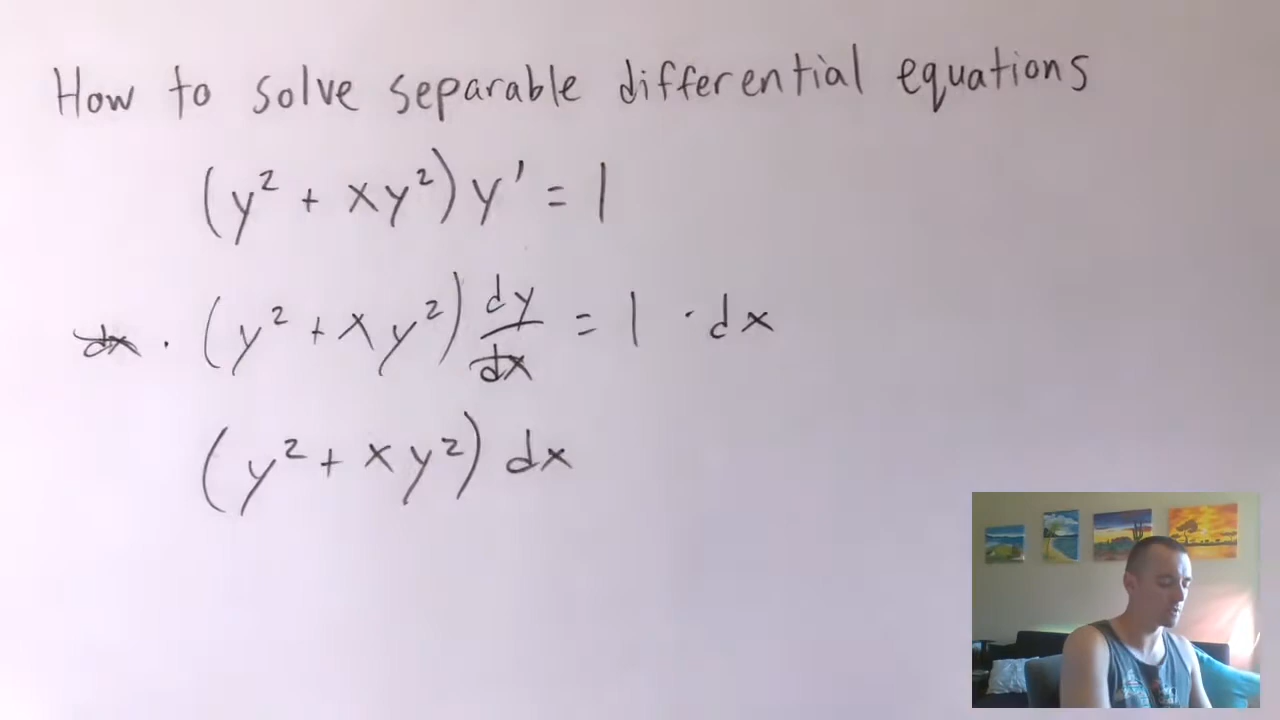 How to solve separable differential equations
(y² + xy²) y' = 1
dx · (y² + xy²) dy/dx = 1 · dx
(y² + xy²) dx